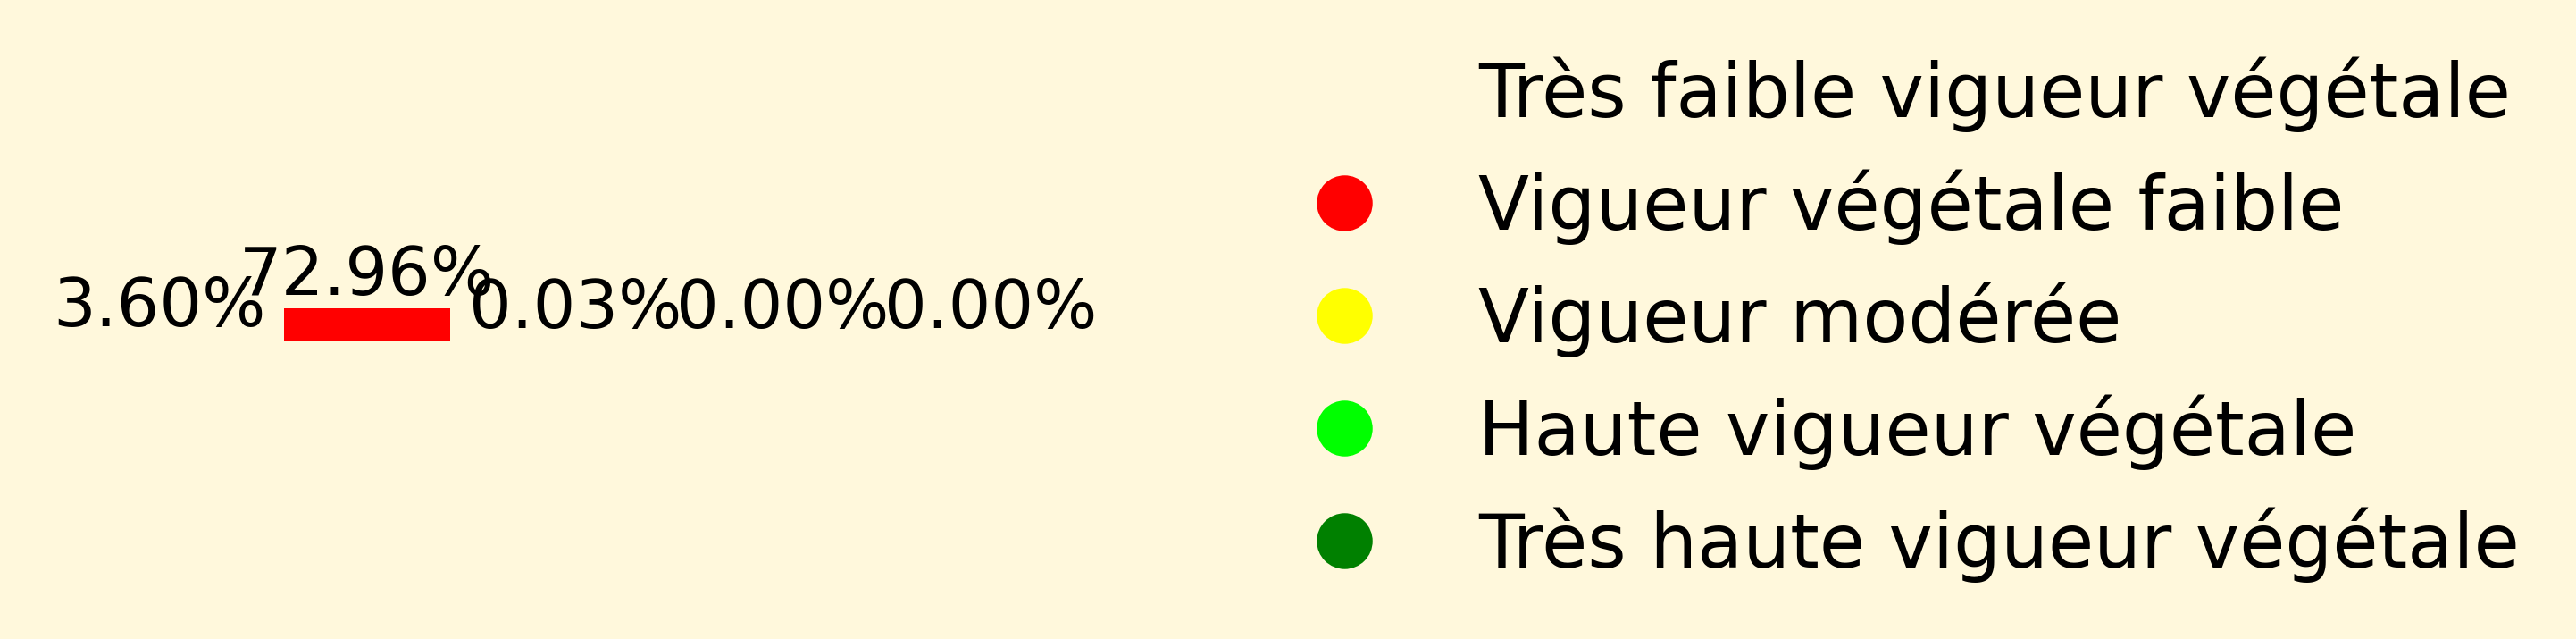 3.60%
72.96%
0.03%
0.00%
0.00%
Très faible vigueur végétale
Vigueur végétale faible
Vigueur modérée
Haute vigueur végétale
Très haute vigueur végétale